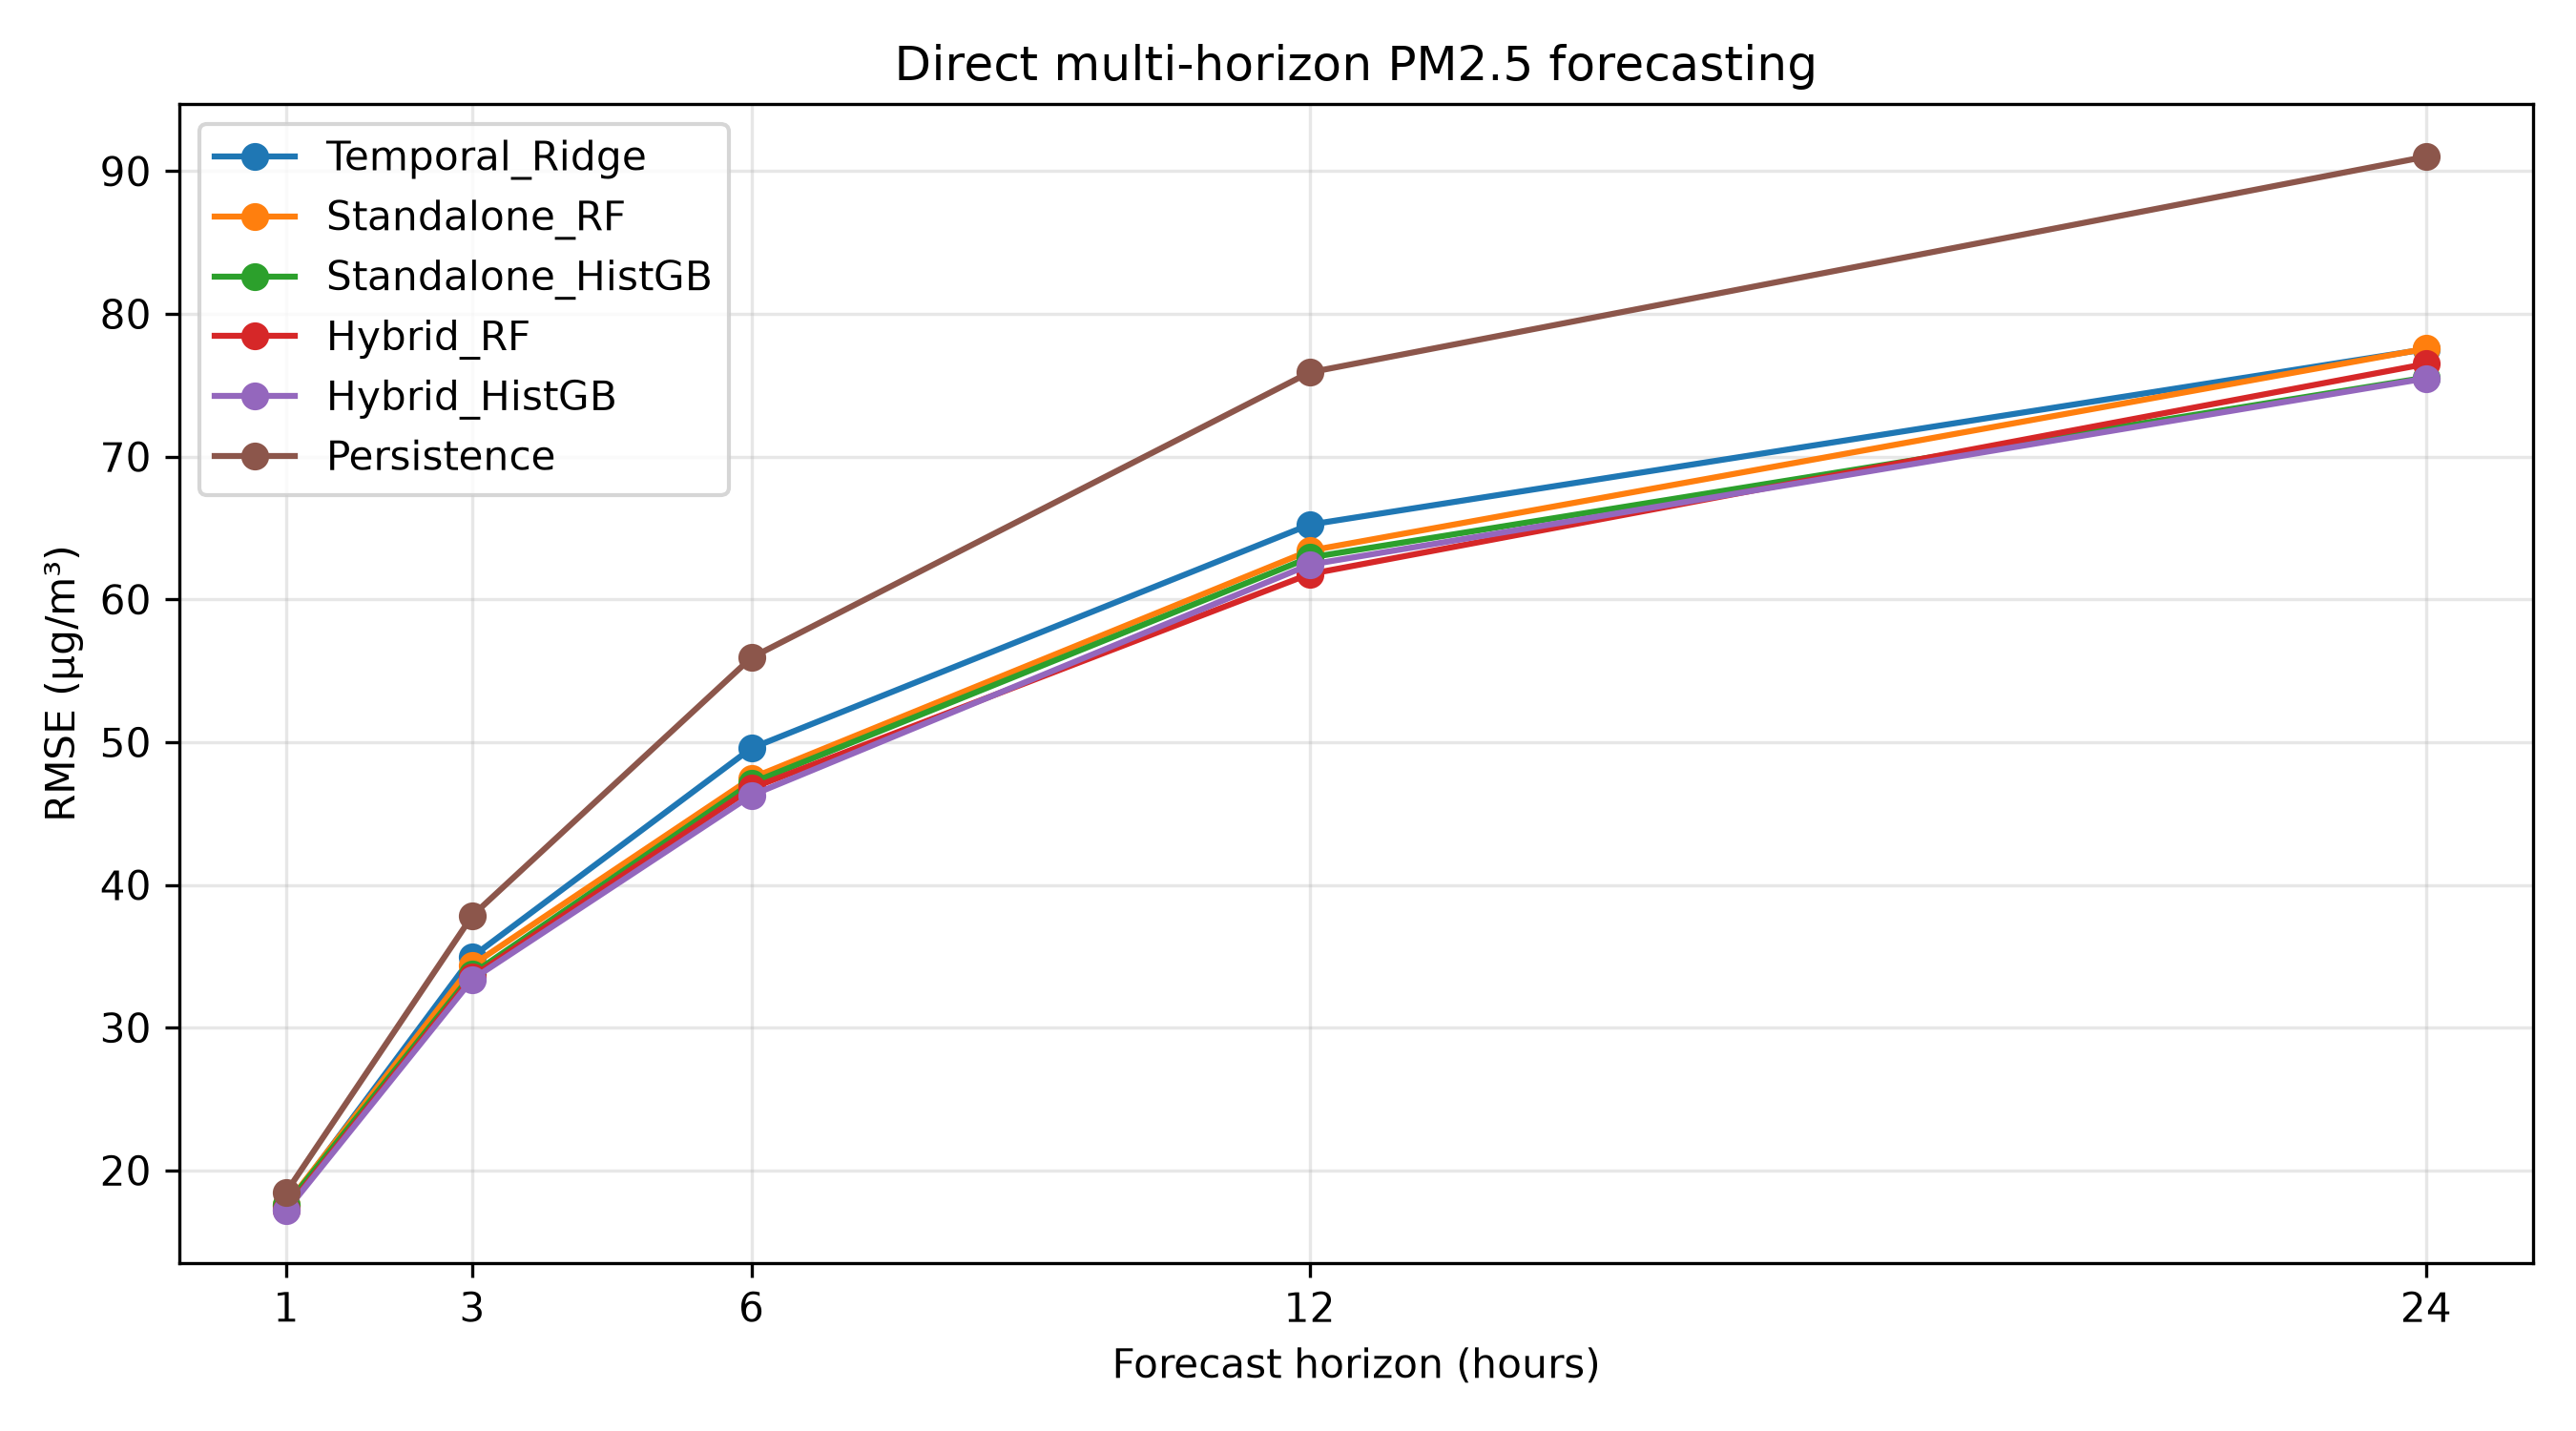 Direct multi-horizon PM2.5 forecasting
Temporal_Ridge
Standalone_RF
Standalone_HistGB
Hybrid_RF
Hybrid_HistGB
Persistence
90
80
70
60
50
40
30
20
RMSE (µg/m³)
1 3 6 12 24
Forecast horizon (hours)